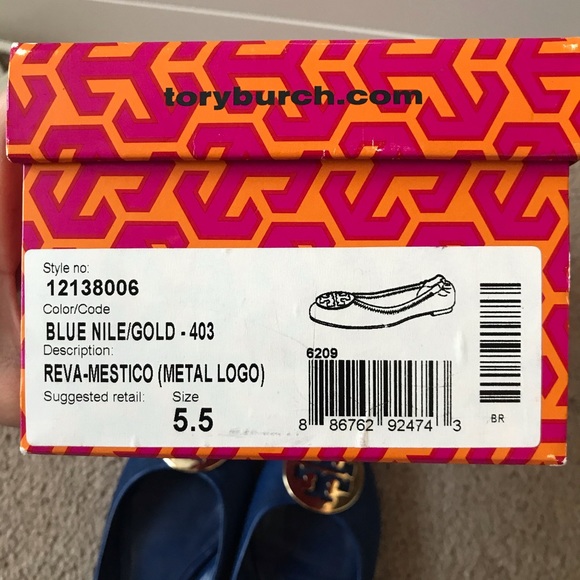 toryburch.com
Style no:
12138006
Color/Code
BLUE NILE/GOLD - 403
Description:
REVA-MESTICO (METAL LOGO)
Suggested retail: Size
5.5
6209
8 86762 92474 3
BR